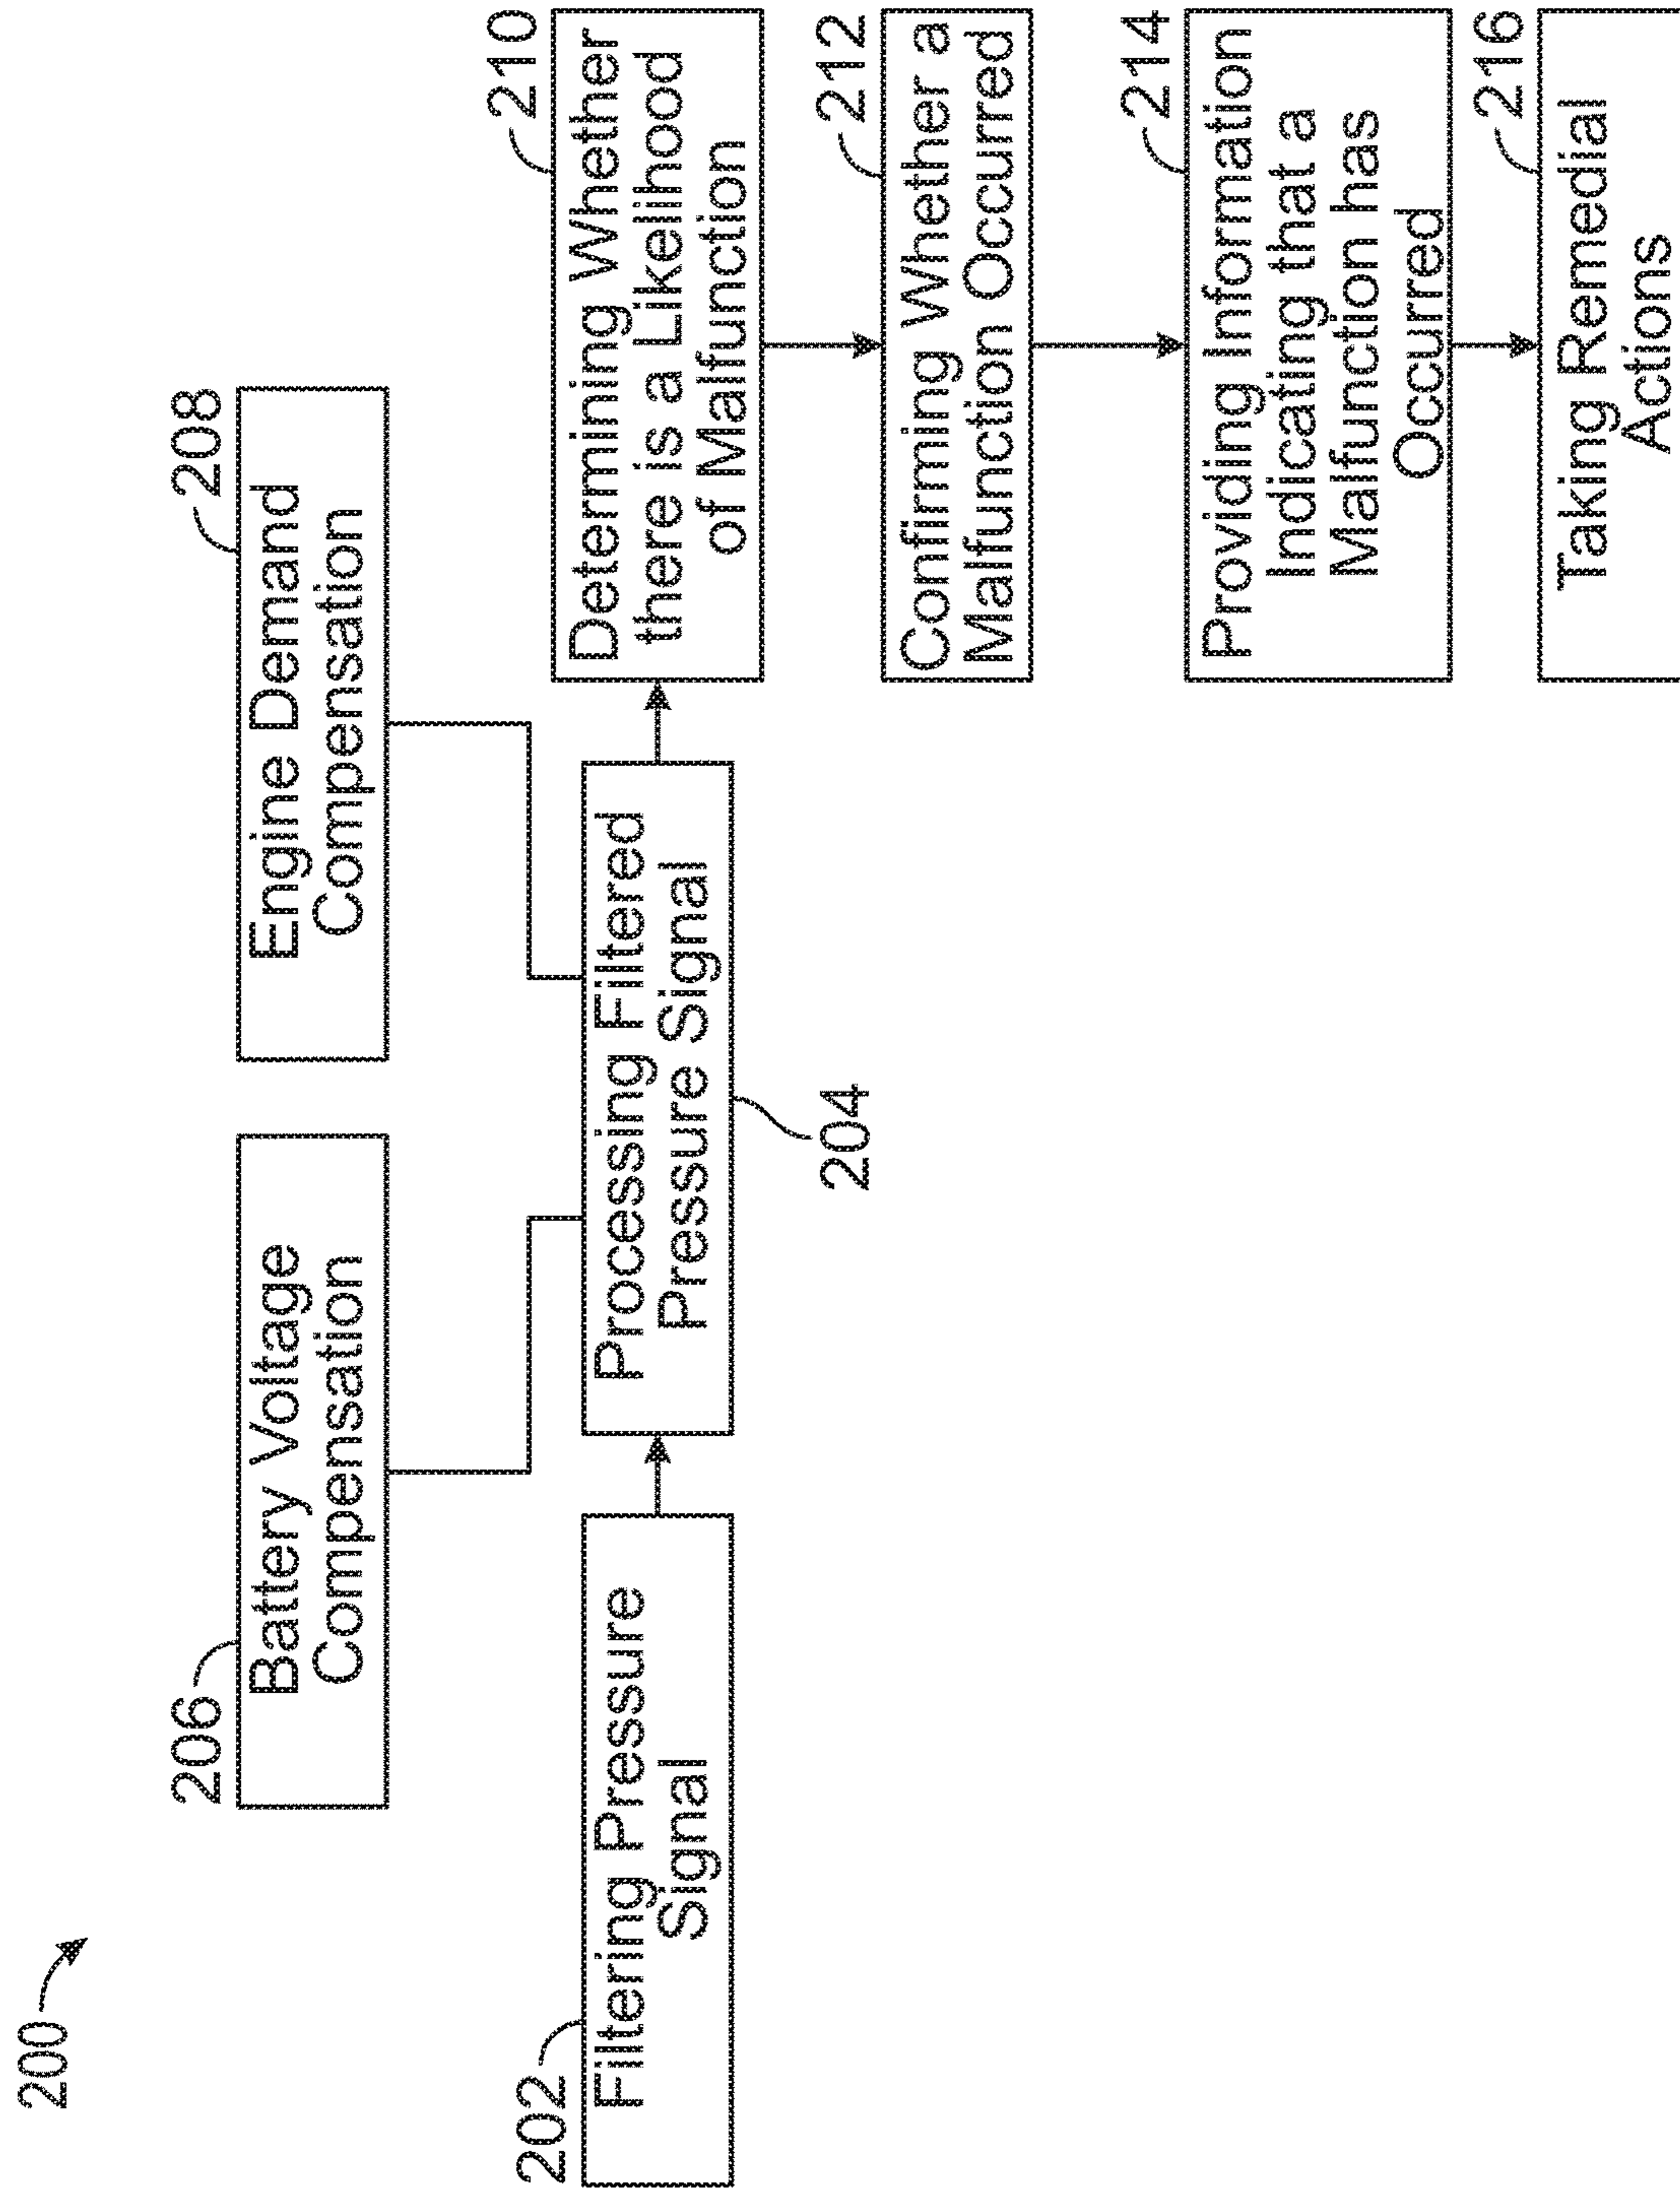 200
206
Battery Voltage
Compensation
208
Engine Demand
Compensation
202
Filtering Pressure
Signal
Processing Filtered
Pressure Signal
204
210
Determining Whether
there is a Likelihood
of Malfunction
212
Confirming Whether a
Malfunction Occurred
214
Providing Information
Indicating that a
Malfunction has
Occurred
216
Taking Remedial
Actions